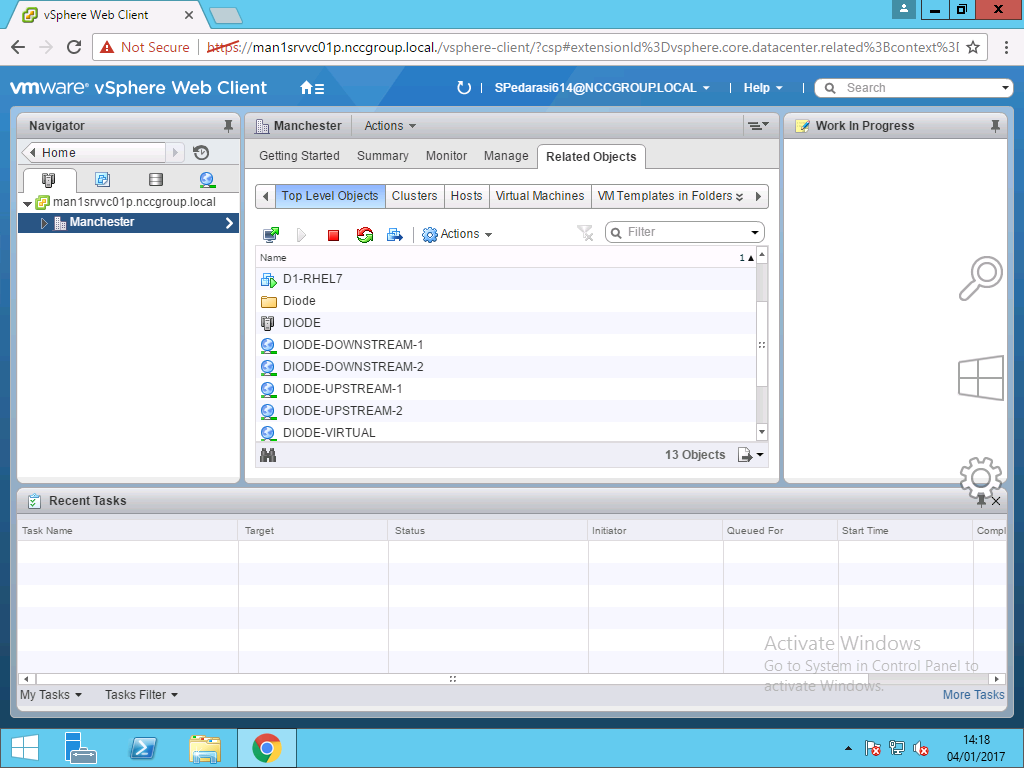 vSphere Web Client
Not Secure https://man1srvvc01p.nccgroup.local./vsphere-client/?csp#extensionId%3Dvsphere.core.datacenter.related%3Bcontext%3D
vmware® vSphere Web Client
SPedarasi614@NCCGROUP.LOCAL
Help
Search
Navigator
Home
man1srvvc01p.nccgroup.local
Manchester
Manchester Actions
Getting Started Summary Monitor Manage Related Objects
Top Level Objects Clusters Hosts Virtual Machines VM Templates in Folders
Actions
Filter
Name 1
D1-RHEL7
Diode
DIODE
DIODE-DOWNSTREAM-1
DIODE-DOWNSTREAM-2
DIODE-UPSTREAM-1
DIODE-UPSTREAM-2
DIODE-VIRTUAL
13 Objects
Work In Progress
Recent Tasks
Task Name Target Status Initiator Queued For Start Time Compl
Activate Windows
Go to System in Control Panel to
activate Windows.
My Tasks Tasks Filter More Tasks
14:18
04/01/2017